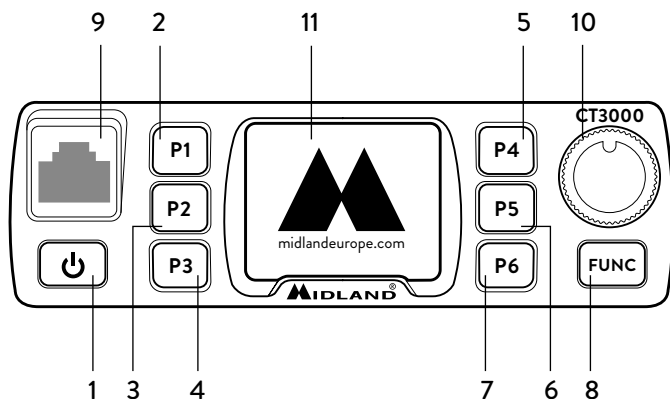 9 2 11 5 10
CT3000
P1 P4
P2 P5
midlandeurope.com
P3 P6 FUNC
MIDLAND®
1 3 4 7 6 8